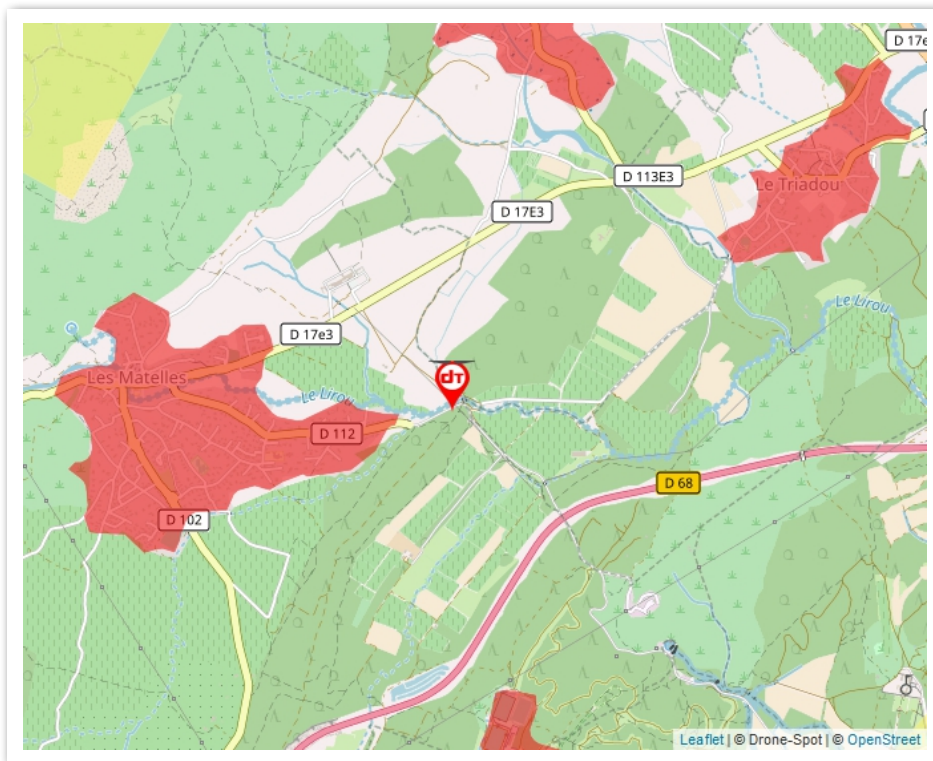 D 17e
D 113E3
Le Triadou
D 17E3
Le Lirou
D 17e3
Les Matelles
dT
Le Lirou
D 112
D 68
D 102
Leaflet | © Drone-Spot | © OpenStreet